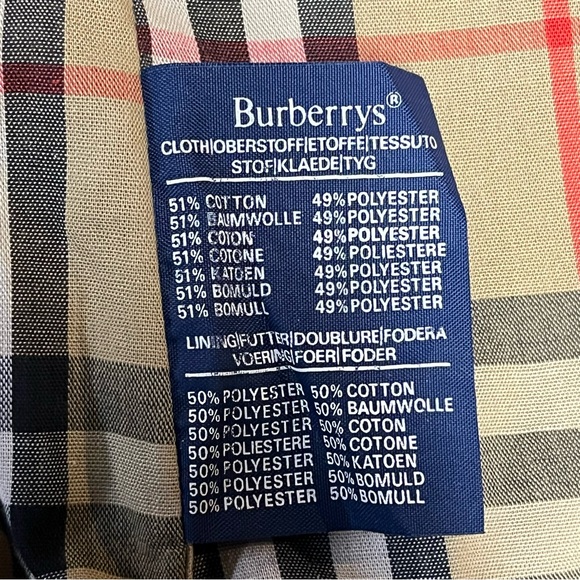 Burberrys®
CLOTH|OBERSTOFF|ETOFFE|TESSUTO
STOF|KLAEDE|TYG
51% COTTON 49% POLYESTER
51% BAUMWOLLE 49% POLYESTER
51% COTON 49% POLYESTER
51% COTONE 49% POLIESTERE
51% KATOEN 49% POLYESTER
51% BOMULD 49% POLYESTER
51% BOMULL 49% POLYESTER
LINING|FUTTER|DOUBLURE|FODERA
VOERING|FOER|FODER
50% POLYESTER 50% COTTON
50% POLYESTER 50% BAUMWOLLE
50% POLYESTER 50% COTON
50% POLIESTERE 50% COTONE
50% POLYESTER 50% KATOEN
50% POLYESTER 50% BOMULD
50% POLYESTER 50% BOMULL